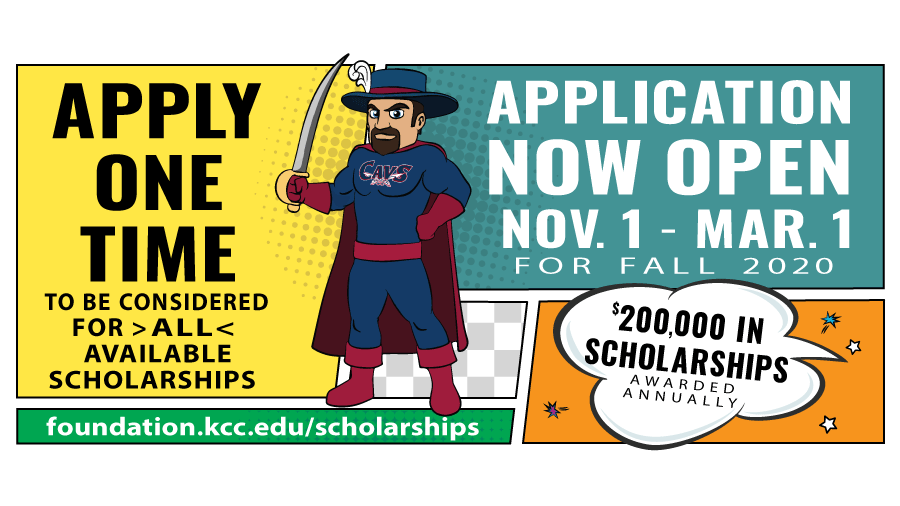 APPLY
ONE
TIME
TO BE CONSIDERED
FOR >ALL<
AVAILABLE
SCHOLARSHIPS
foundation.kcc.edu/scholarships
CAVS
APPLICATION
NOW OPEN
NOV. 1 - MAR. 1
FOR FALL 2020
$200,000 IN
SCHOLARSHIPS
AWARDED
ANNUALLY